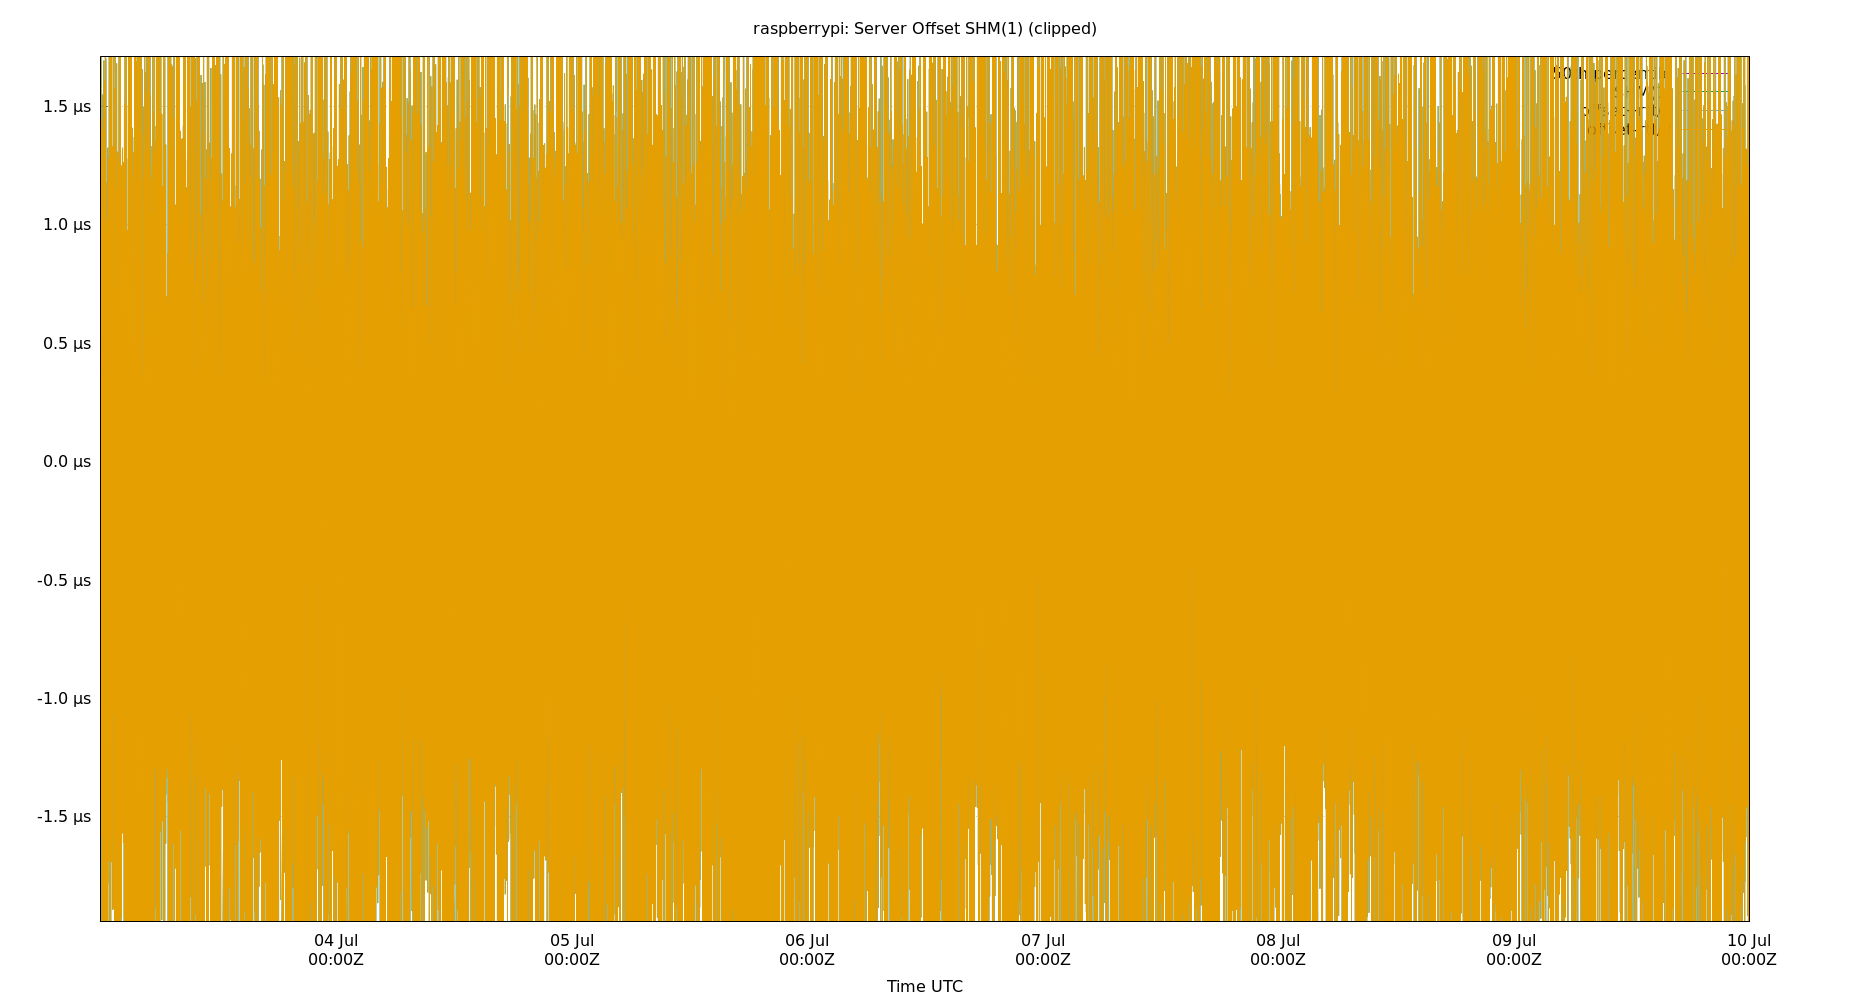 raspberrypi: Server Offset SHM(1) (clipped)
1.5 µs
1.0 µs
0.5 µs
0.0 µs
-0.5 µs
-1.0 µs
-1.5 µs
04 Jul 05 Jul 06 Jul 07 Jul 08 Jul 09 Jul 10 Jul
00:00Z 00:00Z 00:00Z 00:00Z 00:00Z 00:00Z 00:00Z
Time UTC